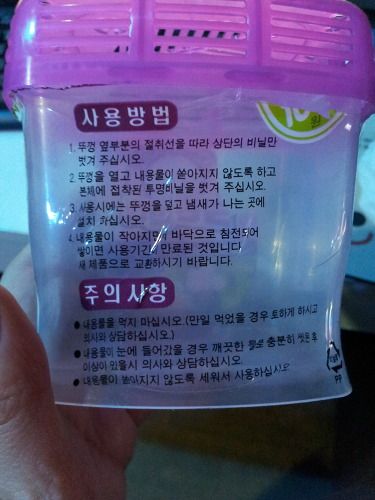 사용방법
1. 뚜껑 옆부분의 절취선을 따라 상단의 비닐만
벗겨 주십시오.
2. 뚜껑을 열고 내용물이 쏟아지지 않도록 하고
본체에 접착된 투명비닐을 벗겨 주십시오.
3. 사용시에는 뚜껑을 덮고 냄새가 나는 곳에
설치 하십시오.
4. 내용물이 작아지면서 바닥으로 침전되어
쌓이면 사용기간이 만료된 것입니다
새 제품으로 교환하시기 바랍니다.
주의사항
● 내용물을 먹지 마십시오.(만일 먹었을 경우 토하게 하시고
의사와 상담하십시오.)
● 내용물이 눈에 들어갔을 경우 깨끗한 물로 충분히 씻은 후
이상이 있을시 의사와 상담하십시오.
● 내용물이 쏟아지지 않도록 세워서 사용하십시오
PP